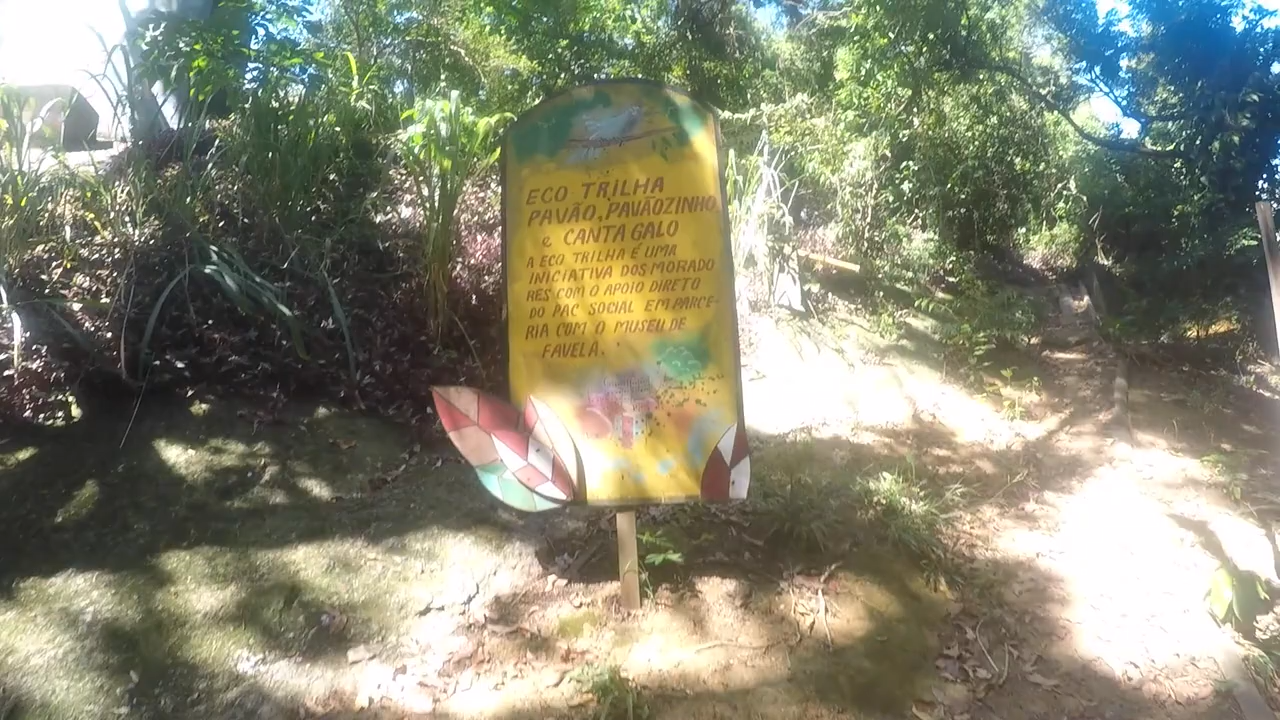 ECO TRILHA
PAVÃO, PAVÃOZINHO,
e CANTA GALO
A ECO TRILHA É UMA
INICIATIVA DOS MORADO
RES COM O APOIO DIRETO
DO PAC SOCIAL EM PARCE-
RIA COM O MUSEU DE
FAVELA.